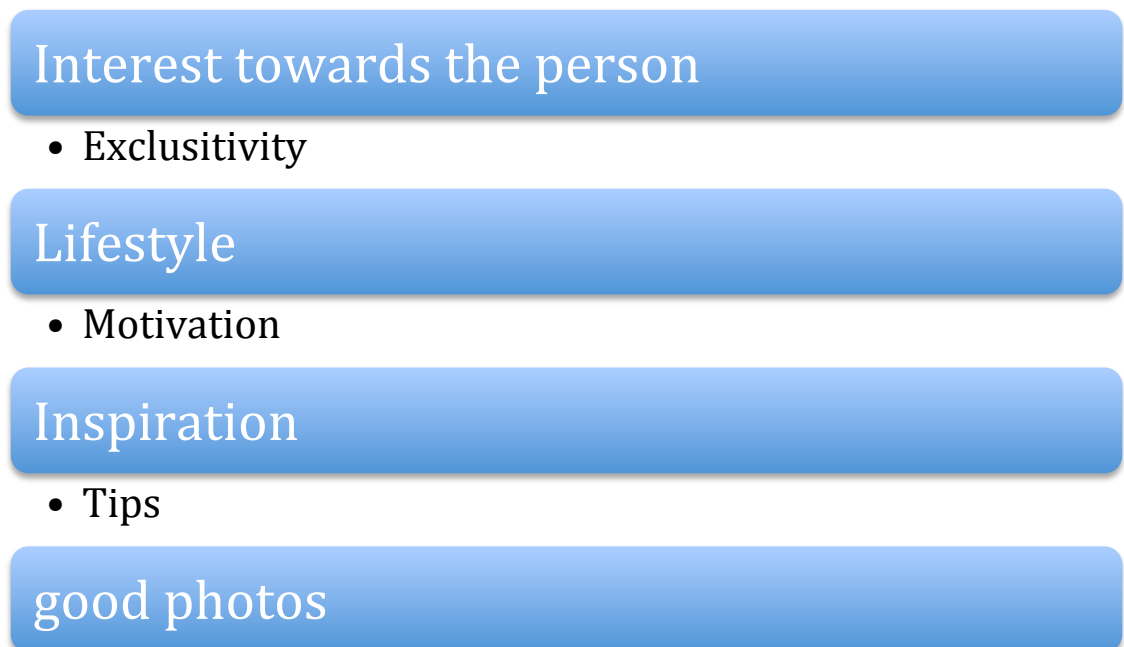 Interest towards the person
• Exclusitivity
Lifestyle
• Motivation
Inspiration
• Tips
good photos